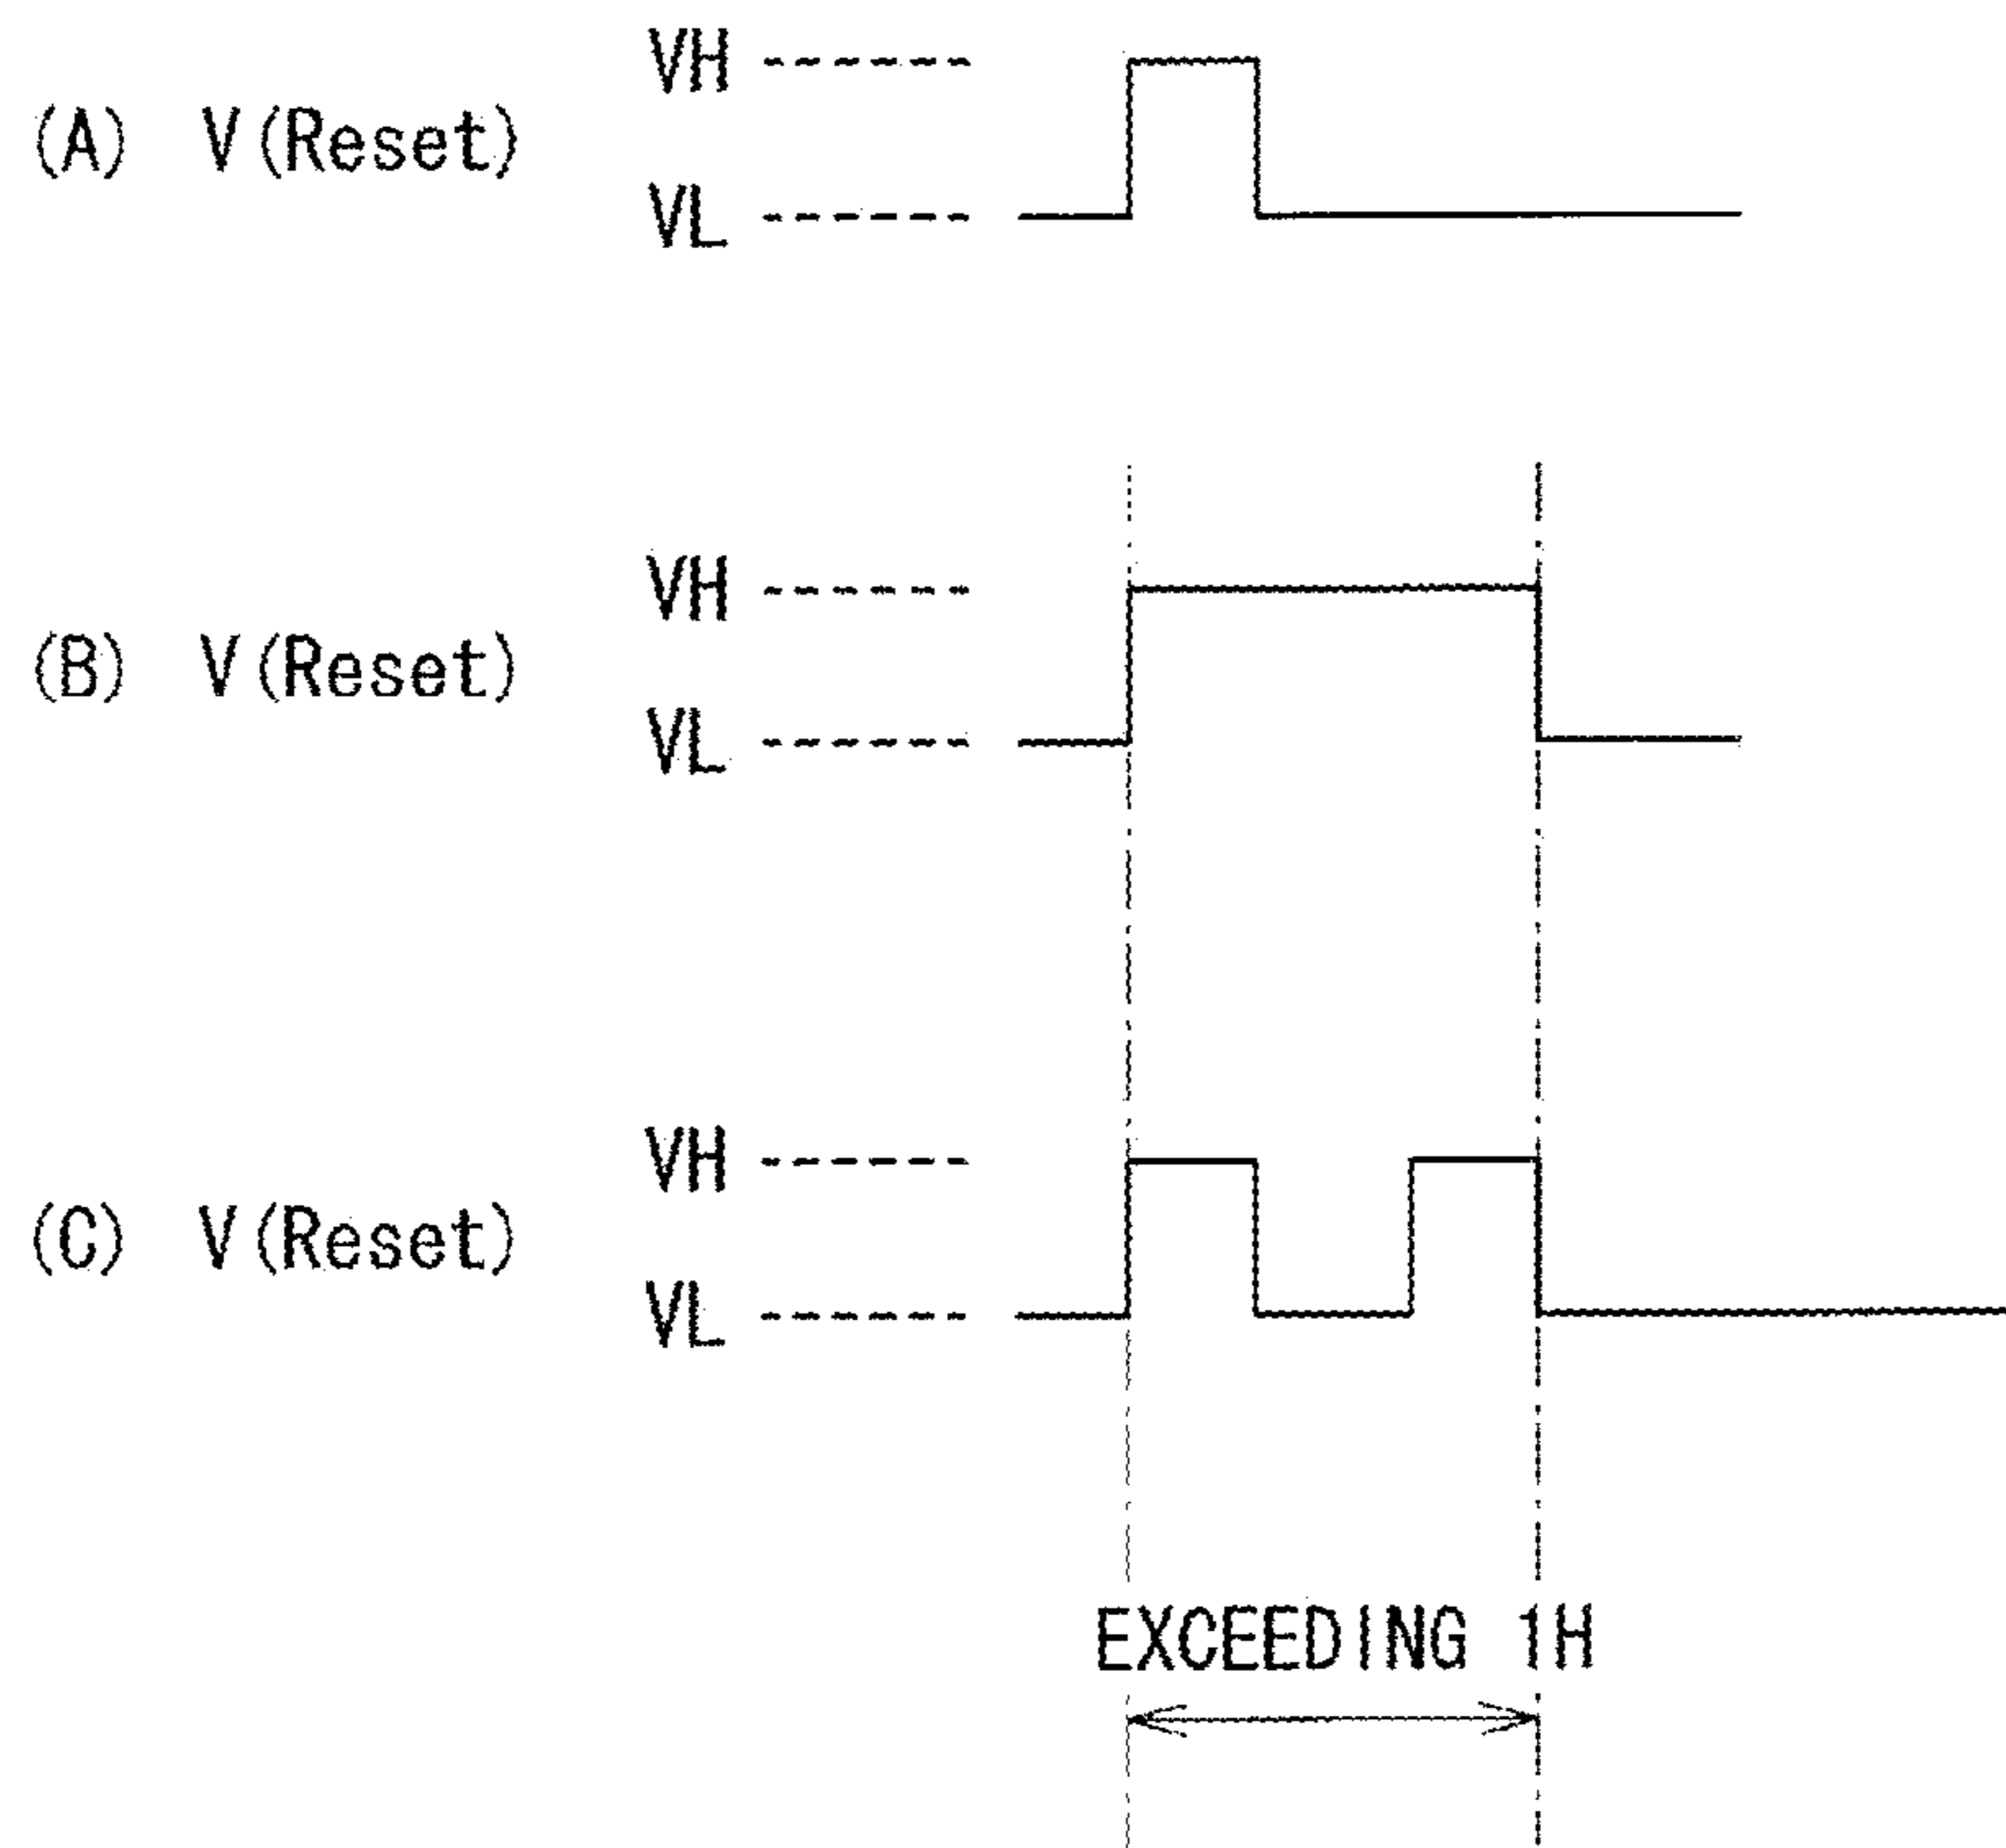 VH
(A) V(Reset)
VL
VH
(B) V(Reset)
VL
VH
(C) V(Reset)
VL
EXCEEDING 1H